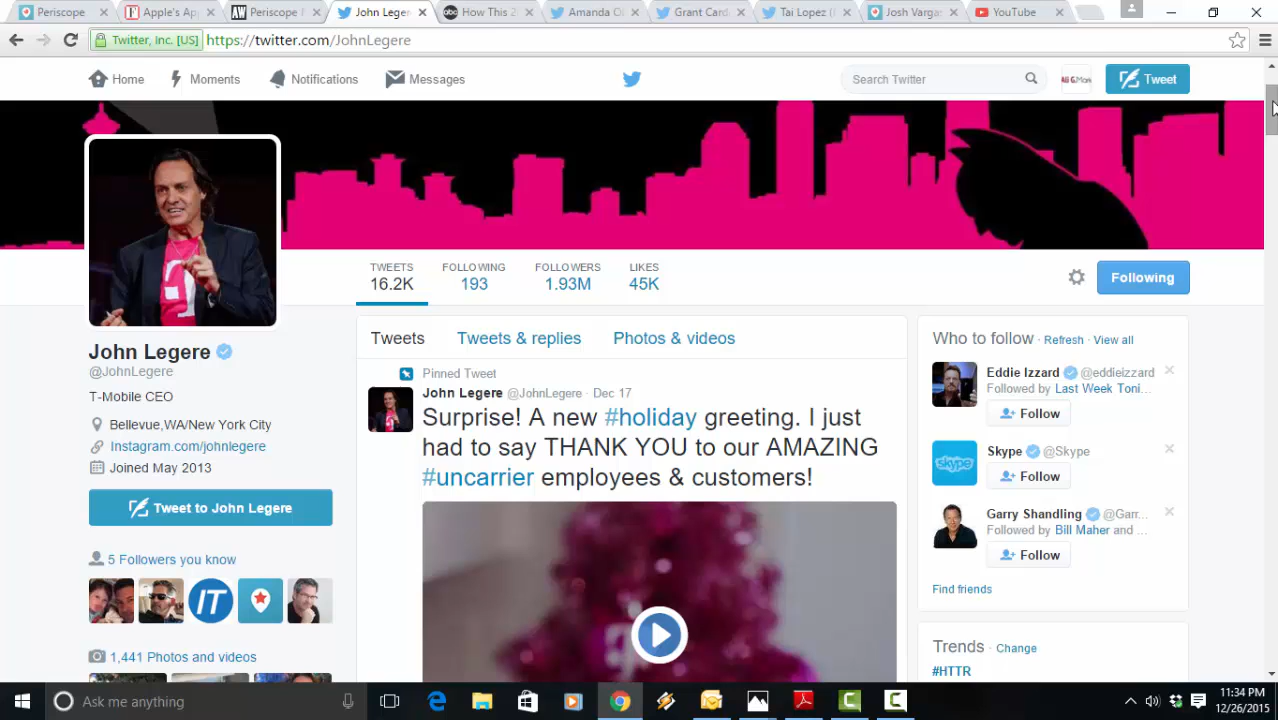 Periscope
Apple's Ap
Periscope
John Leger
How This 2
Amanda O
Grant Card
Tai Lopez (
Josh Varga
YouTube
Twitter, Inc. [US]
https://twitter.com/JohnLegere
Home
Moments
Notifications
Messages
Search Twitter
Tweet
TWEETS
16.2K
FOLLOWING
193
FOLLOWERS
1.93M
LIKES
45K
Following
John Legere
@JohnLegere
T-Mobile CEO
Bellevue,WA/New York City
Instagram.com/johnlegere
Joined May 2013
Tweet to John Legere
5 Followers you know
IT
1,441 Photos and videos
Tweets
Tweets & replies
Photos & videos
Pinned Tweet
John Legere @JohnLegere · Dec 17
Surprise! A new #holiday greeting. I just
had to say THANK YOU to our AMAZING
#uncarrier employees & customers!
Who to follow · Refresh · View all
Eddie Izzard @eddieizzard
Followed by Last Week Toni...
Follow
skype
Skype @Skype
Follow
Garry Shandling @Garr...
Followed by Bill Maher and ...
Follow
Find friends
Trends · Change
#HTTR
Ask me anything
11:34 PM
12/26/2015